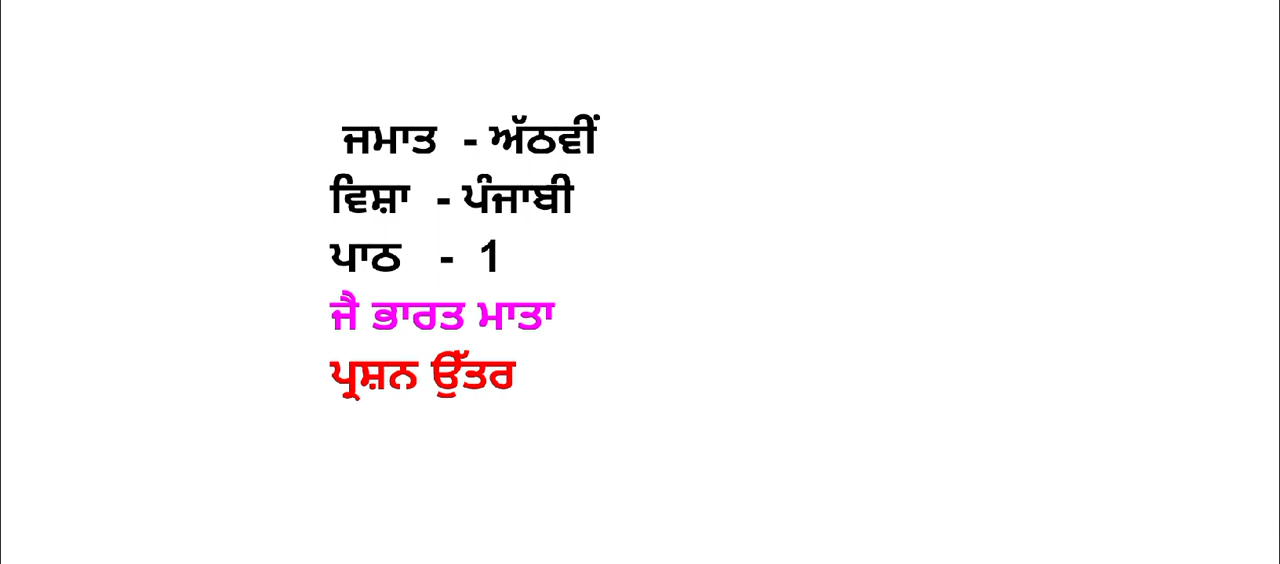 ਜਮਾਤ - ਅੱਠਵੀਂ
ਵਿਸ਼ਾ - ਪੰਜਾਬੀ
ਪਾਠ - 1
ਜੈ ਭਾਰਤ ਮਾਤਾ
ਪ੍ਰਸ਼ਨ ਉੱਤਰ